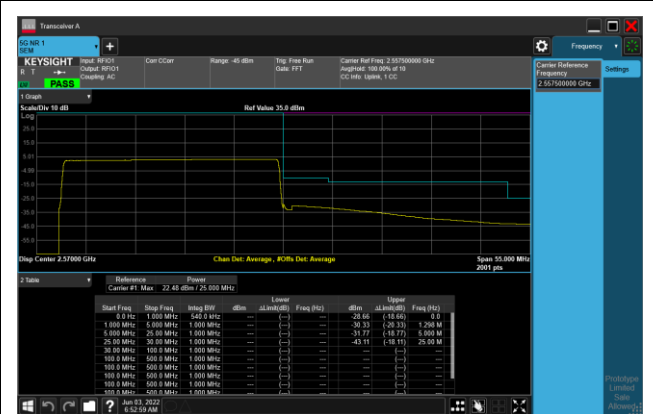 Transceiver A
5G NR 1
SEM
Frequency
KEYSIGHT
R T
PASS
Input: RFIO1
Output: RFIO1
Coupling: AC
Corr CCorr
Range: -45 dBm
Trig: Free Run
Gate: FFT
Carrier Ref Freq: 2.557500000 GHz
Avg|Hold: 100.00% of 10
CC Info: Uplink, 1 CC
Carrier Reference
Frequency
2.557500000 GHz
Settings
1 Graph
Scale/Div 10 dB
Ref Value 35.0 dBm
Log
25.0
15.0
5.01
-4.99
-15.0
-25.0
-35.0
-45.0
-55.0
Disp Center 2.57000 GHz
Chan Det: Average, #Offs Det: Average
Span 55.000 MHz
2001 pts
2 Table
Reference Power
Carrier #1: Max 22.48 dBm / 25.000 MHz
Lower Upper
Start Freq Stop Freq Integ BW dBm ΔLimit(dB) Freq (Hz) dBm ΔLimit(dB) Freq (Hz)
0.0 Hz 1.000 MHz 540.0 kHz --- (---) --- -28.66 (-18.66) 0.0
1.000 MHz 5.000 MHz 1.000 MHz --- (---) --- -30.33 (-20.33) 1.298 M
5.000 MHz 25.00 MHz 1.000 MHz --- (---) --- -31.77 (-18.77) 5.000 M
25.00 MHz 30.00 MHz 1.000 MHz --- (---) --- -43.11 (-18.11) 25.00 M
30.00 MHz 100.0 MHz 1.000 MHz --- (---) --- --- (---) ---
100.0 MHz 500.0 MHz 1.000 MHz --- (---) --- --- (---) ---
100.0 MHz 500.0 MHz 1.000 MHz --- (---) --- --- (---) ---
100.0 MHz 500.0 MHz 1.000 MHz --- (---) --- --- (---) ---
100.0 MHz 500.0 MHz 1.000 MHz --- (---) --- --- (---) ---
100.0 MHz 500.0 MHz 1.000 MHz --- (---) --- --- (---) ---
Prototype
Limited
Sale
Allowed
?
Jun 03, 2022
6:52:59 AM